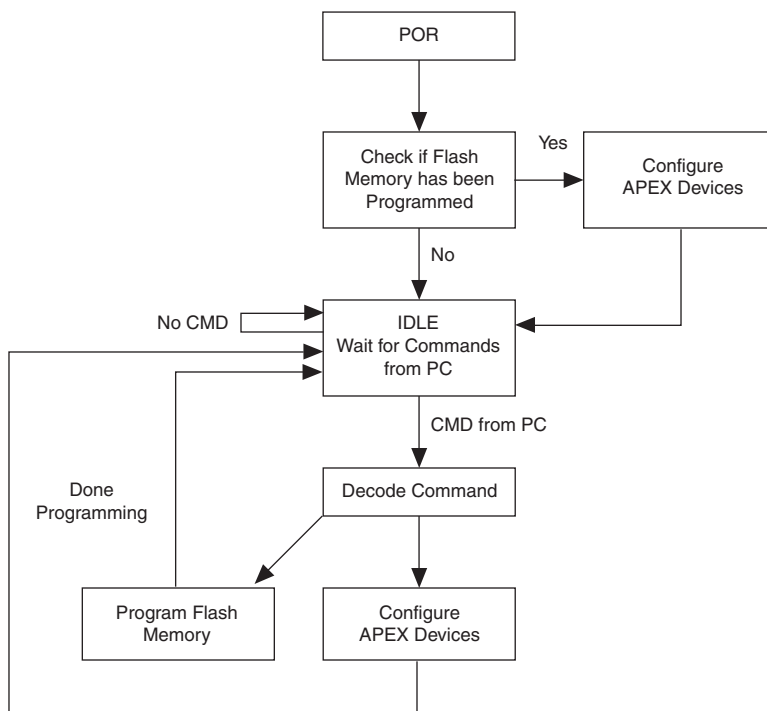 POR
Check if Flash
Memory has been
Programmed
Yes
Configure
APEX Devices
No
No CMD
IDLE
Wait for Commands
from PC
CMD from PC
Done
Programming
Decode Command
Program Flash
Memory
Configure
APEX Devices